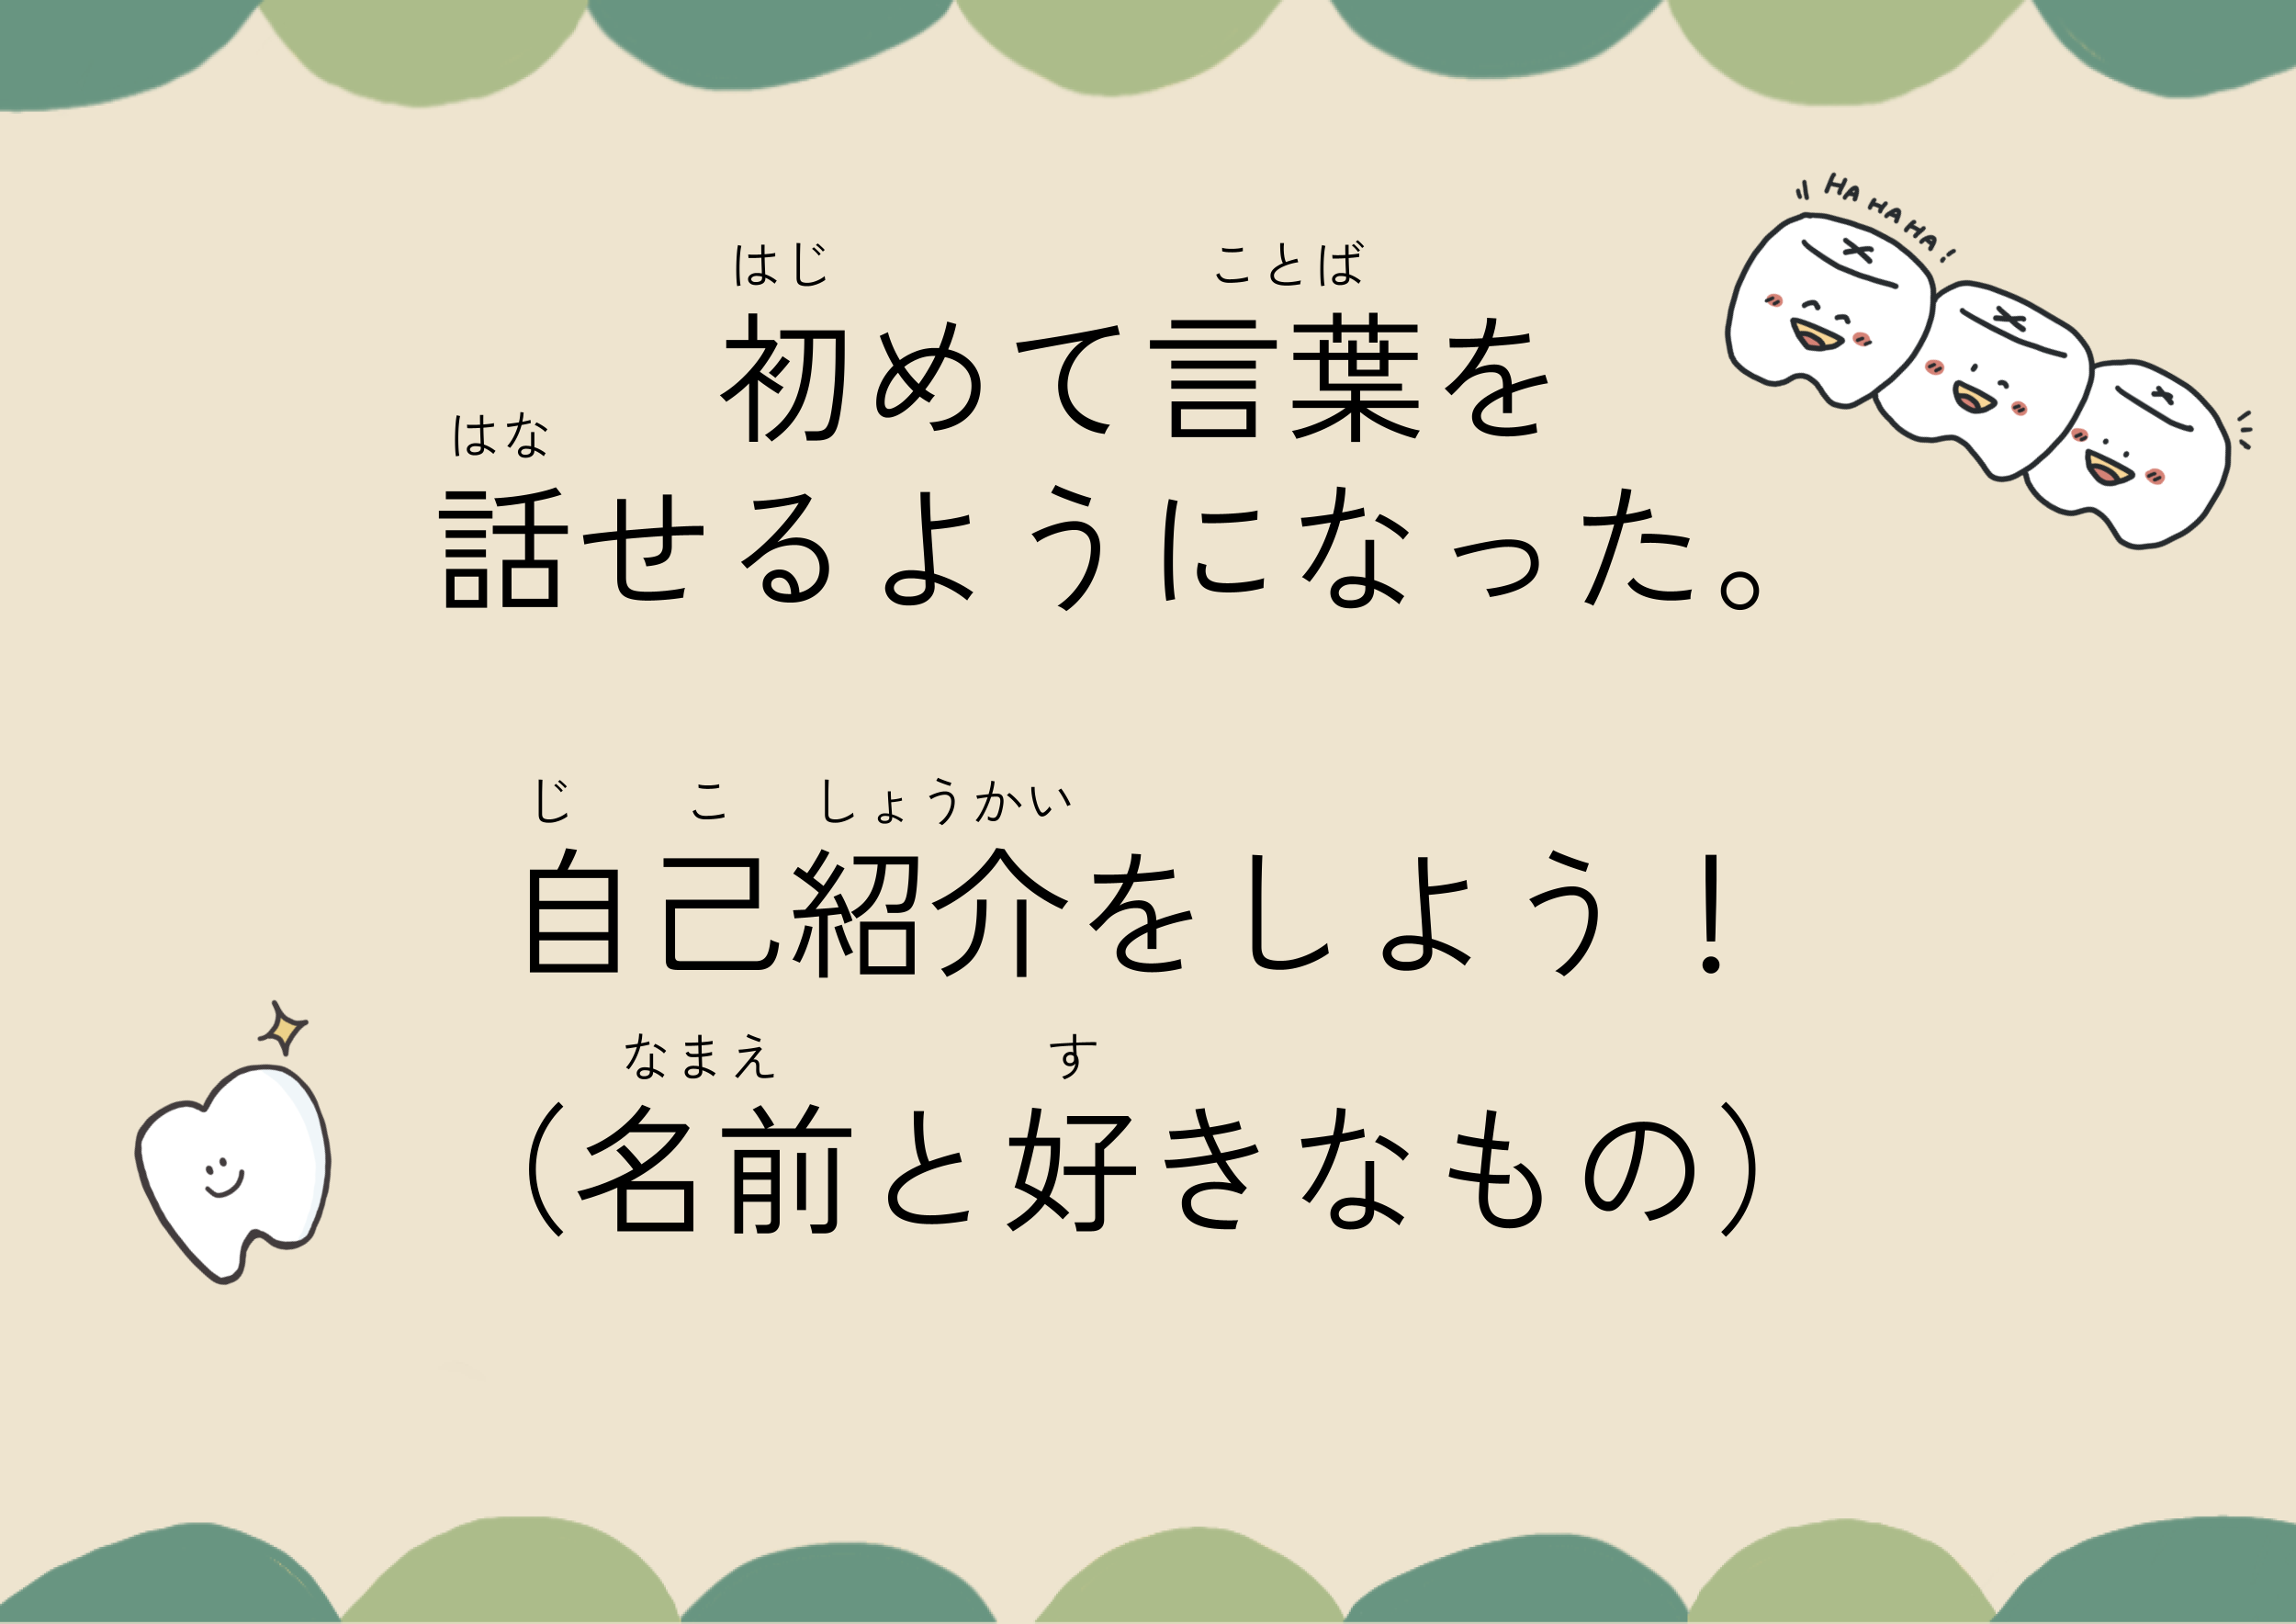 HA HA HA!
はじ ことば
初めて言葉を
はな
話せるようになった。
じ こ しょうかい
自己紹介をしよう！
なまえ す
（名前と好きなもの）